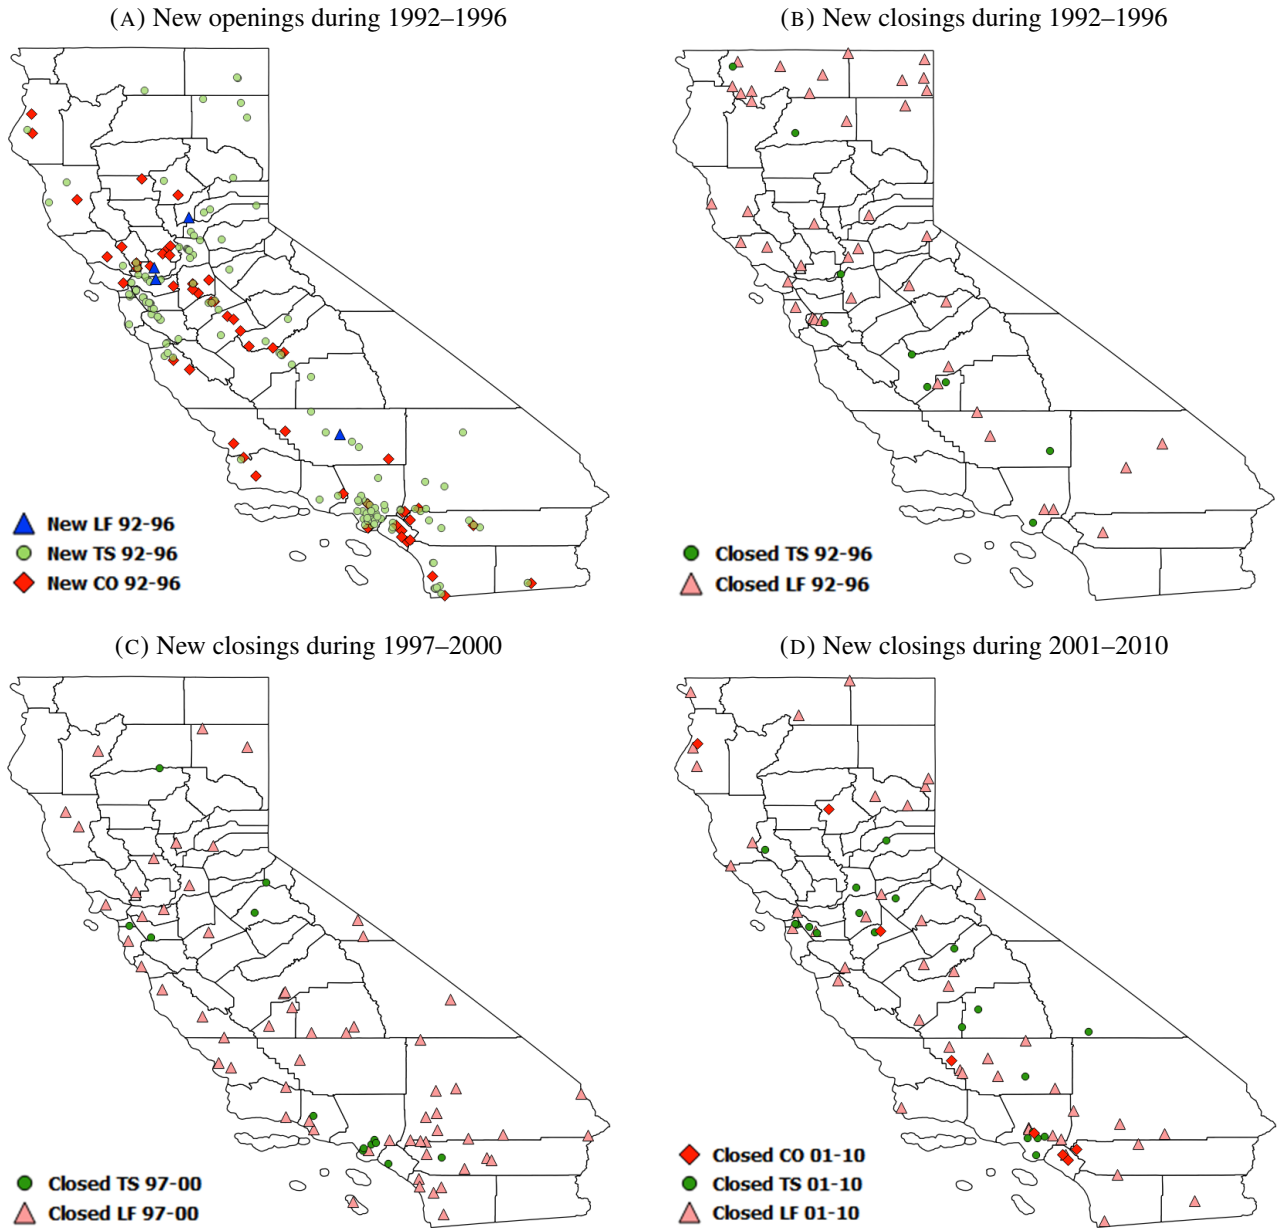 (A) New openings during 1992–1996
New LF 92-96
New TS 92-96
New CO 92-96
(B) New closings during 1992–1996
Closed TS 92-96
Closed LF 92-96
(C) New closings during 1997–2000
Closed TS 97-00
Closed LF 97-00
(D) New closings during 2001–2010
Closed CO 01-10
Closed TS 01-10
Closed LF 01-10